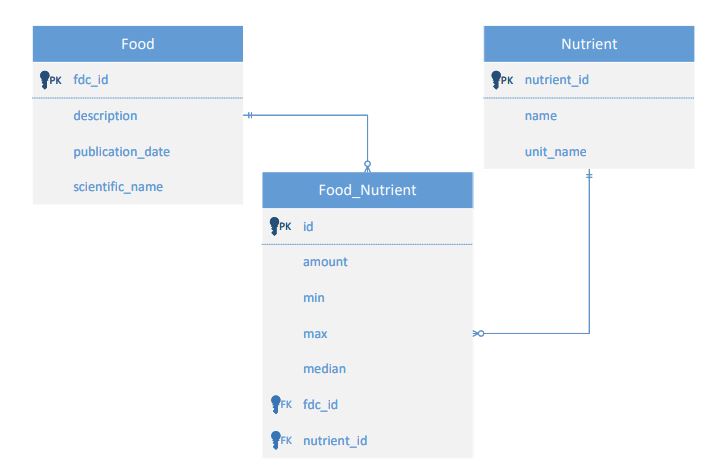 Food
PK fdc_id
description
publication_date
scientific_name
Nutrient
PK nutrient_id
name
unit_name
Food_Nutrient
PK id
amount
min
max
median
FK fdc_id
FK nutrient_id